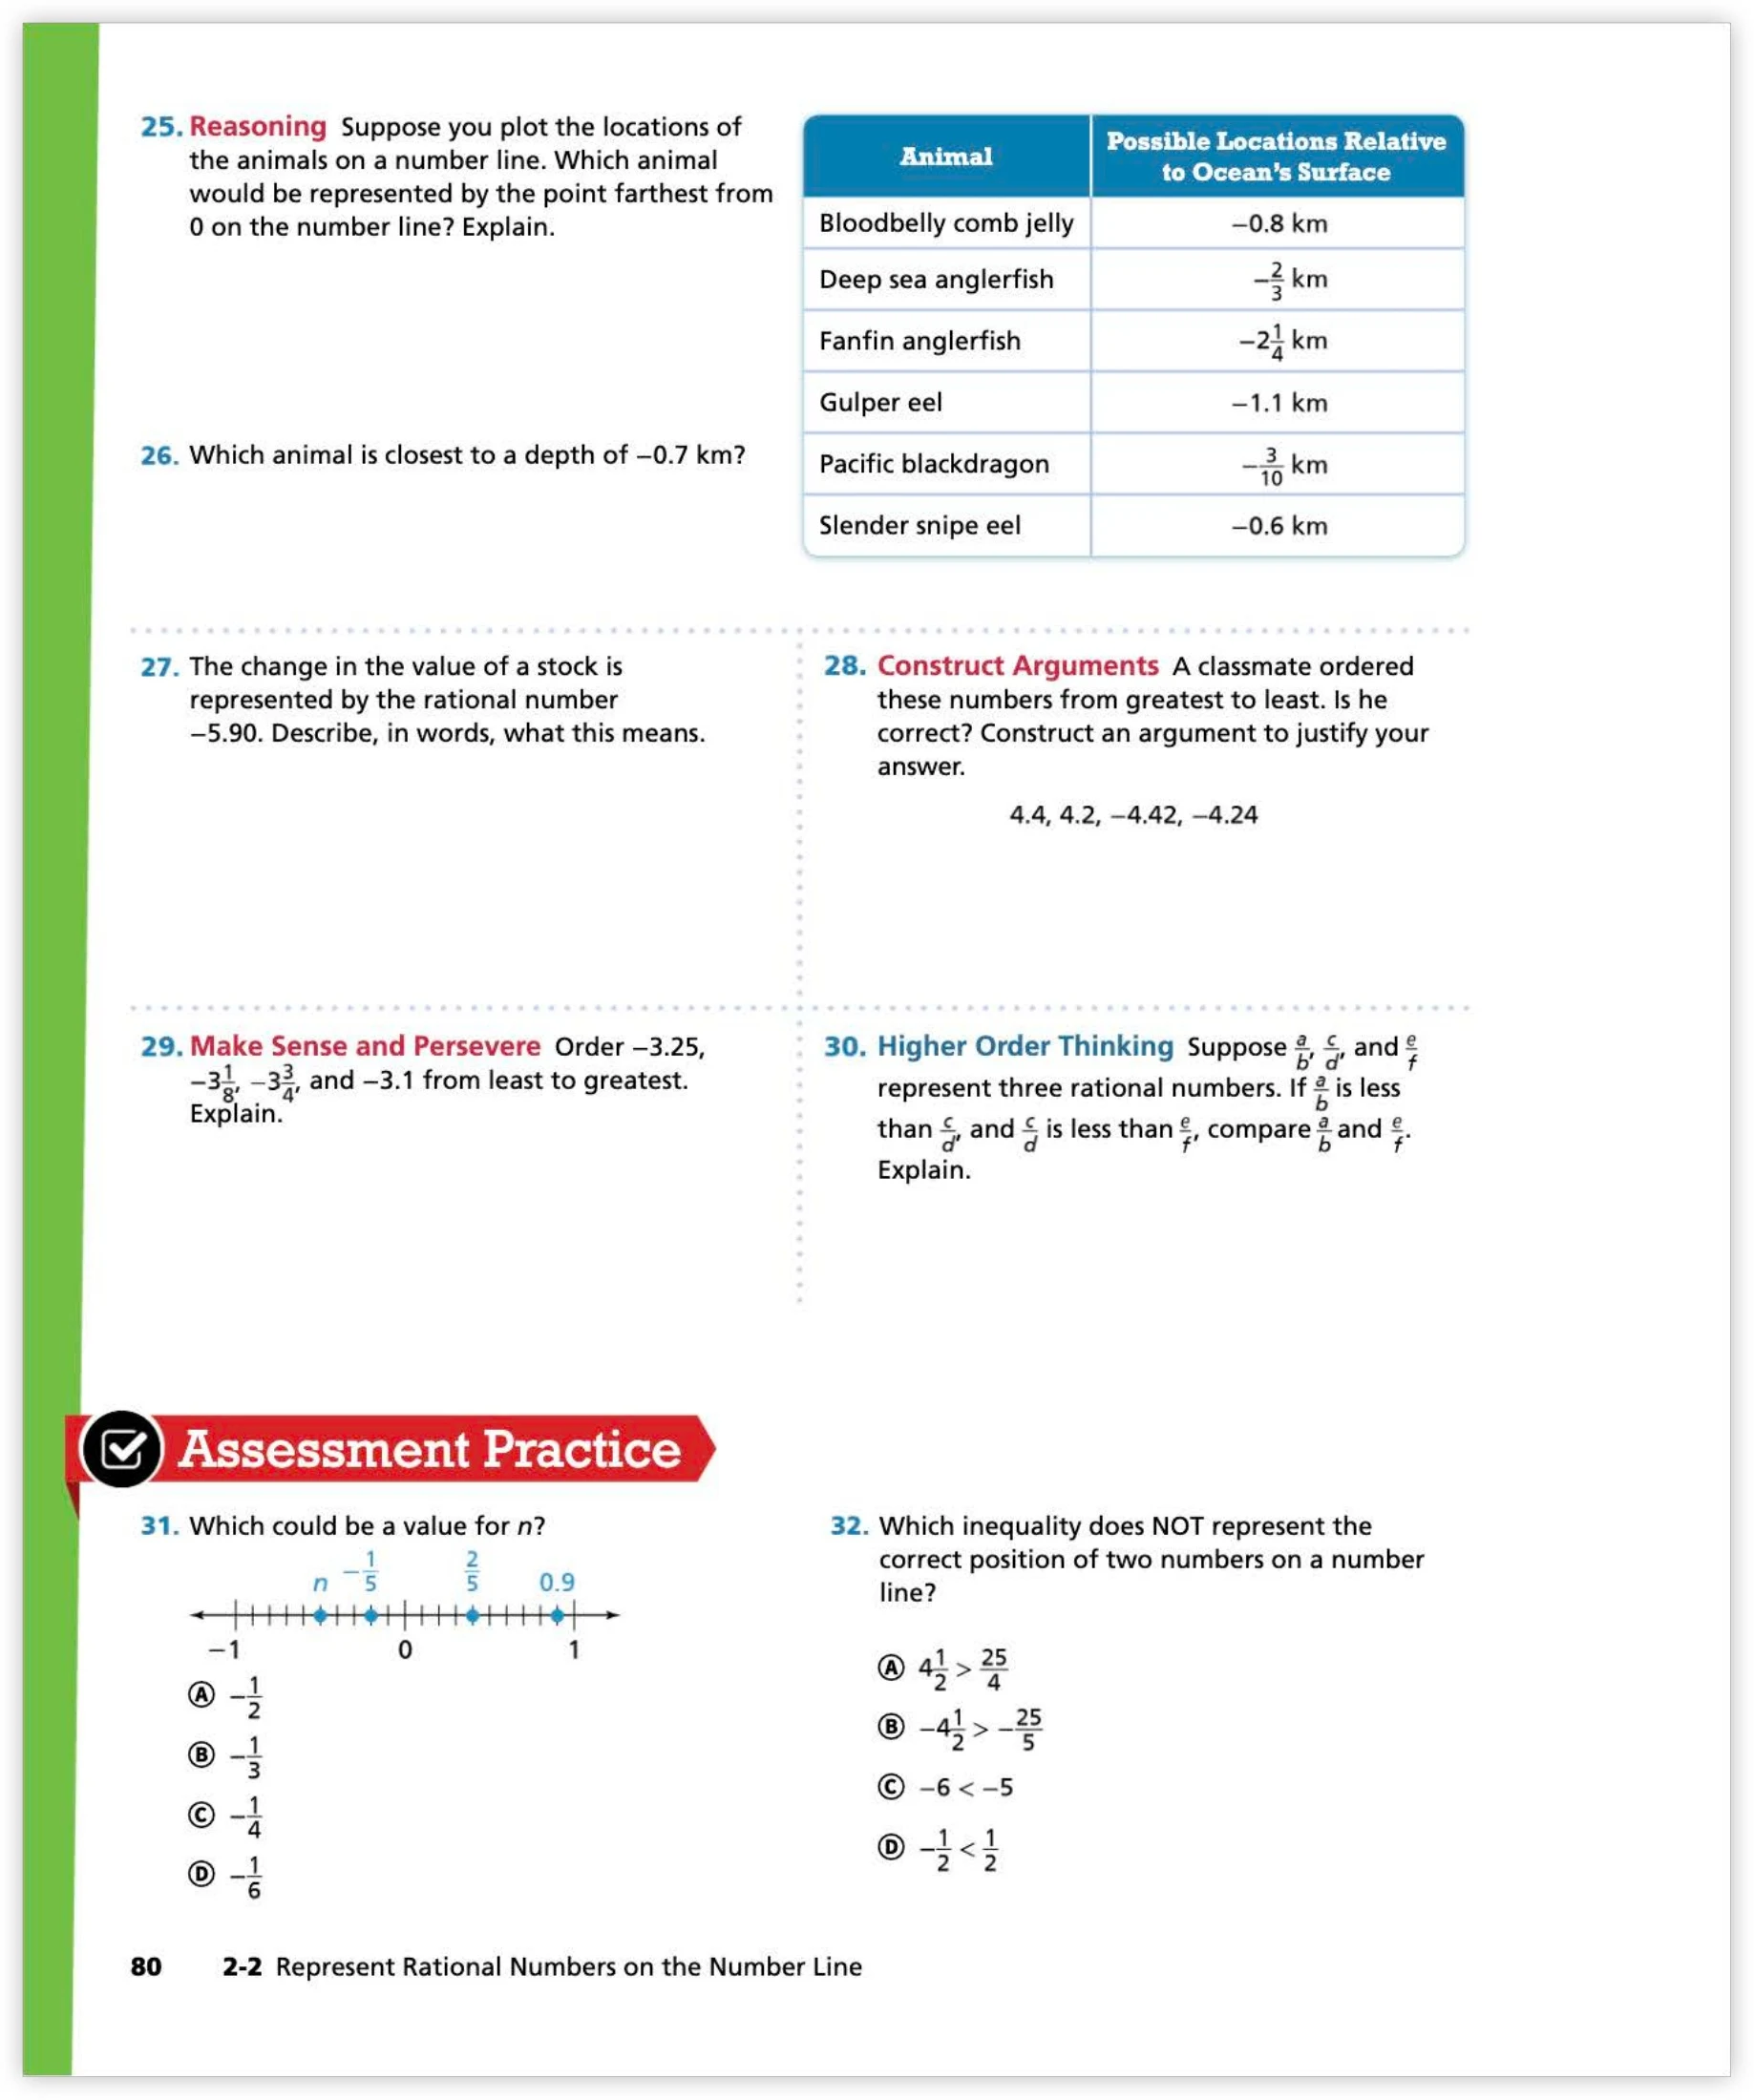 25. Reasoning Suppose you plot the locations of
the animals on a number line. Which animal
would be represented by the point farthest from
0 on the number line? Explain.
26. Which animal is closest to a depth of −0.7 km?
Animal Possible Locations Relative
to Ocean's Surface
Bloodbelly comb jelly −0.8 km
Deep sea anglerfish −2/3 km
Fanfin anglerfish −2 1/4 km
Gulper eel −1.1 km
Pacific blackdragon −3/10 km
Slender snipe eel −0.6 km
27. The change in the value of a stock is
represented by the rational number
−5.90. Describe, in words, what this means.
28. Construct Arguments A classmate ordered
these numbers from greatest to least. Is he
correct? Construct an argument to justify your
answer.
4.4, 4.2, −4.42, −4.24
29. Make Sense and Persevere Order −3.25,
−3 1/8, −3 3/4, and −3.1 from least to greatest.
Explain.
30. Higher Order Thinking Suppose a/b, c/d, and e/f
represent three rational numbers. If a/b is less
than c/d, and c/d is less than e/f, compare a/b and e/f.
Explain.
Assessment Practice
31. Which could be a value for n?
n −1/5 2/5 0.9
−1 0 1
A −1/2
B −1/3
C −1/4
D −1/6
32. Which inequality does NOT represent the
correct position of two numbers on a number
line?
A 4 1/2 > 25/4
B −4 1/2 > −25/5
C −6 < −5
D −1/2 < 1/2
80 2-2 Represent Rational Numbers on the Number Line